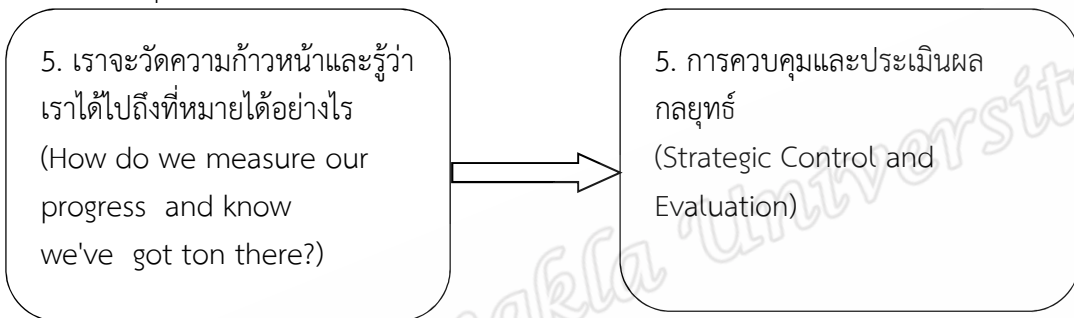 5. เราจะวัดความก้าวหน้าและรู้ว่า
เราได้ไปถึงที่หมายได้อย่างไร
(How do we measure our
progress and know
we've got ton there?)
5. การควบคุมและประเมินผล
กลยุทธ์
(Strategic Control and
Evaluation)